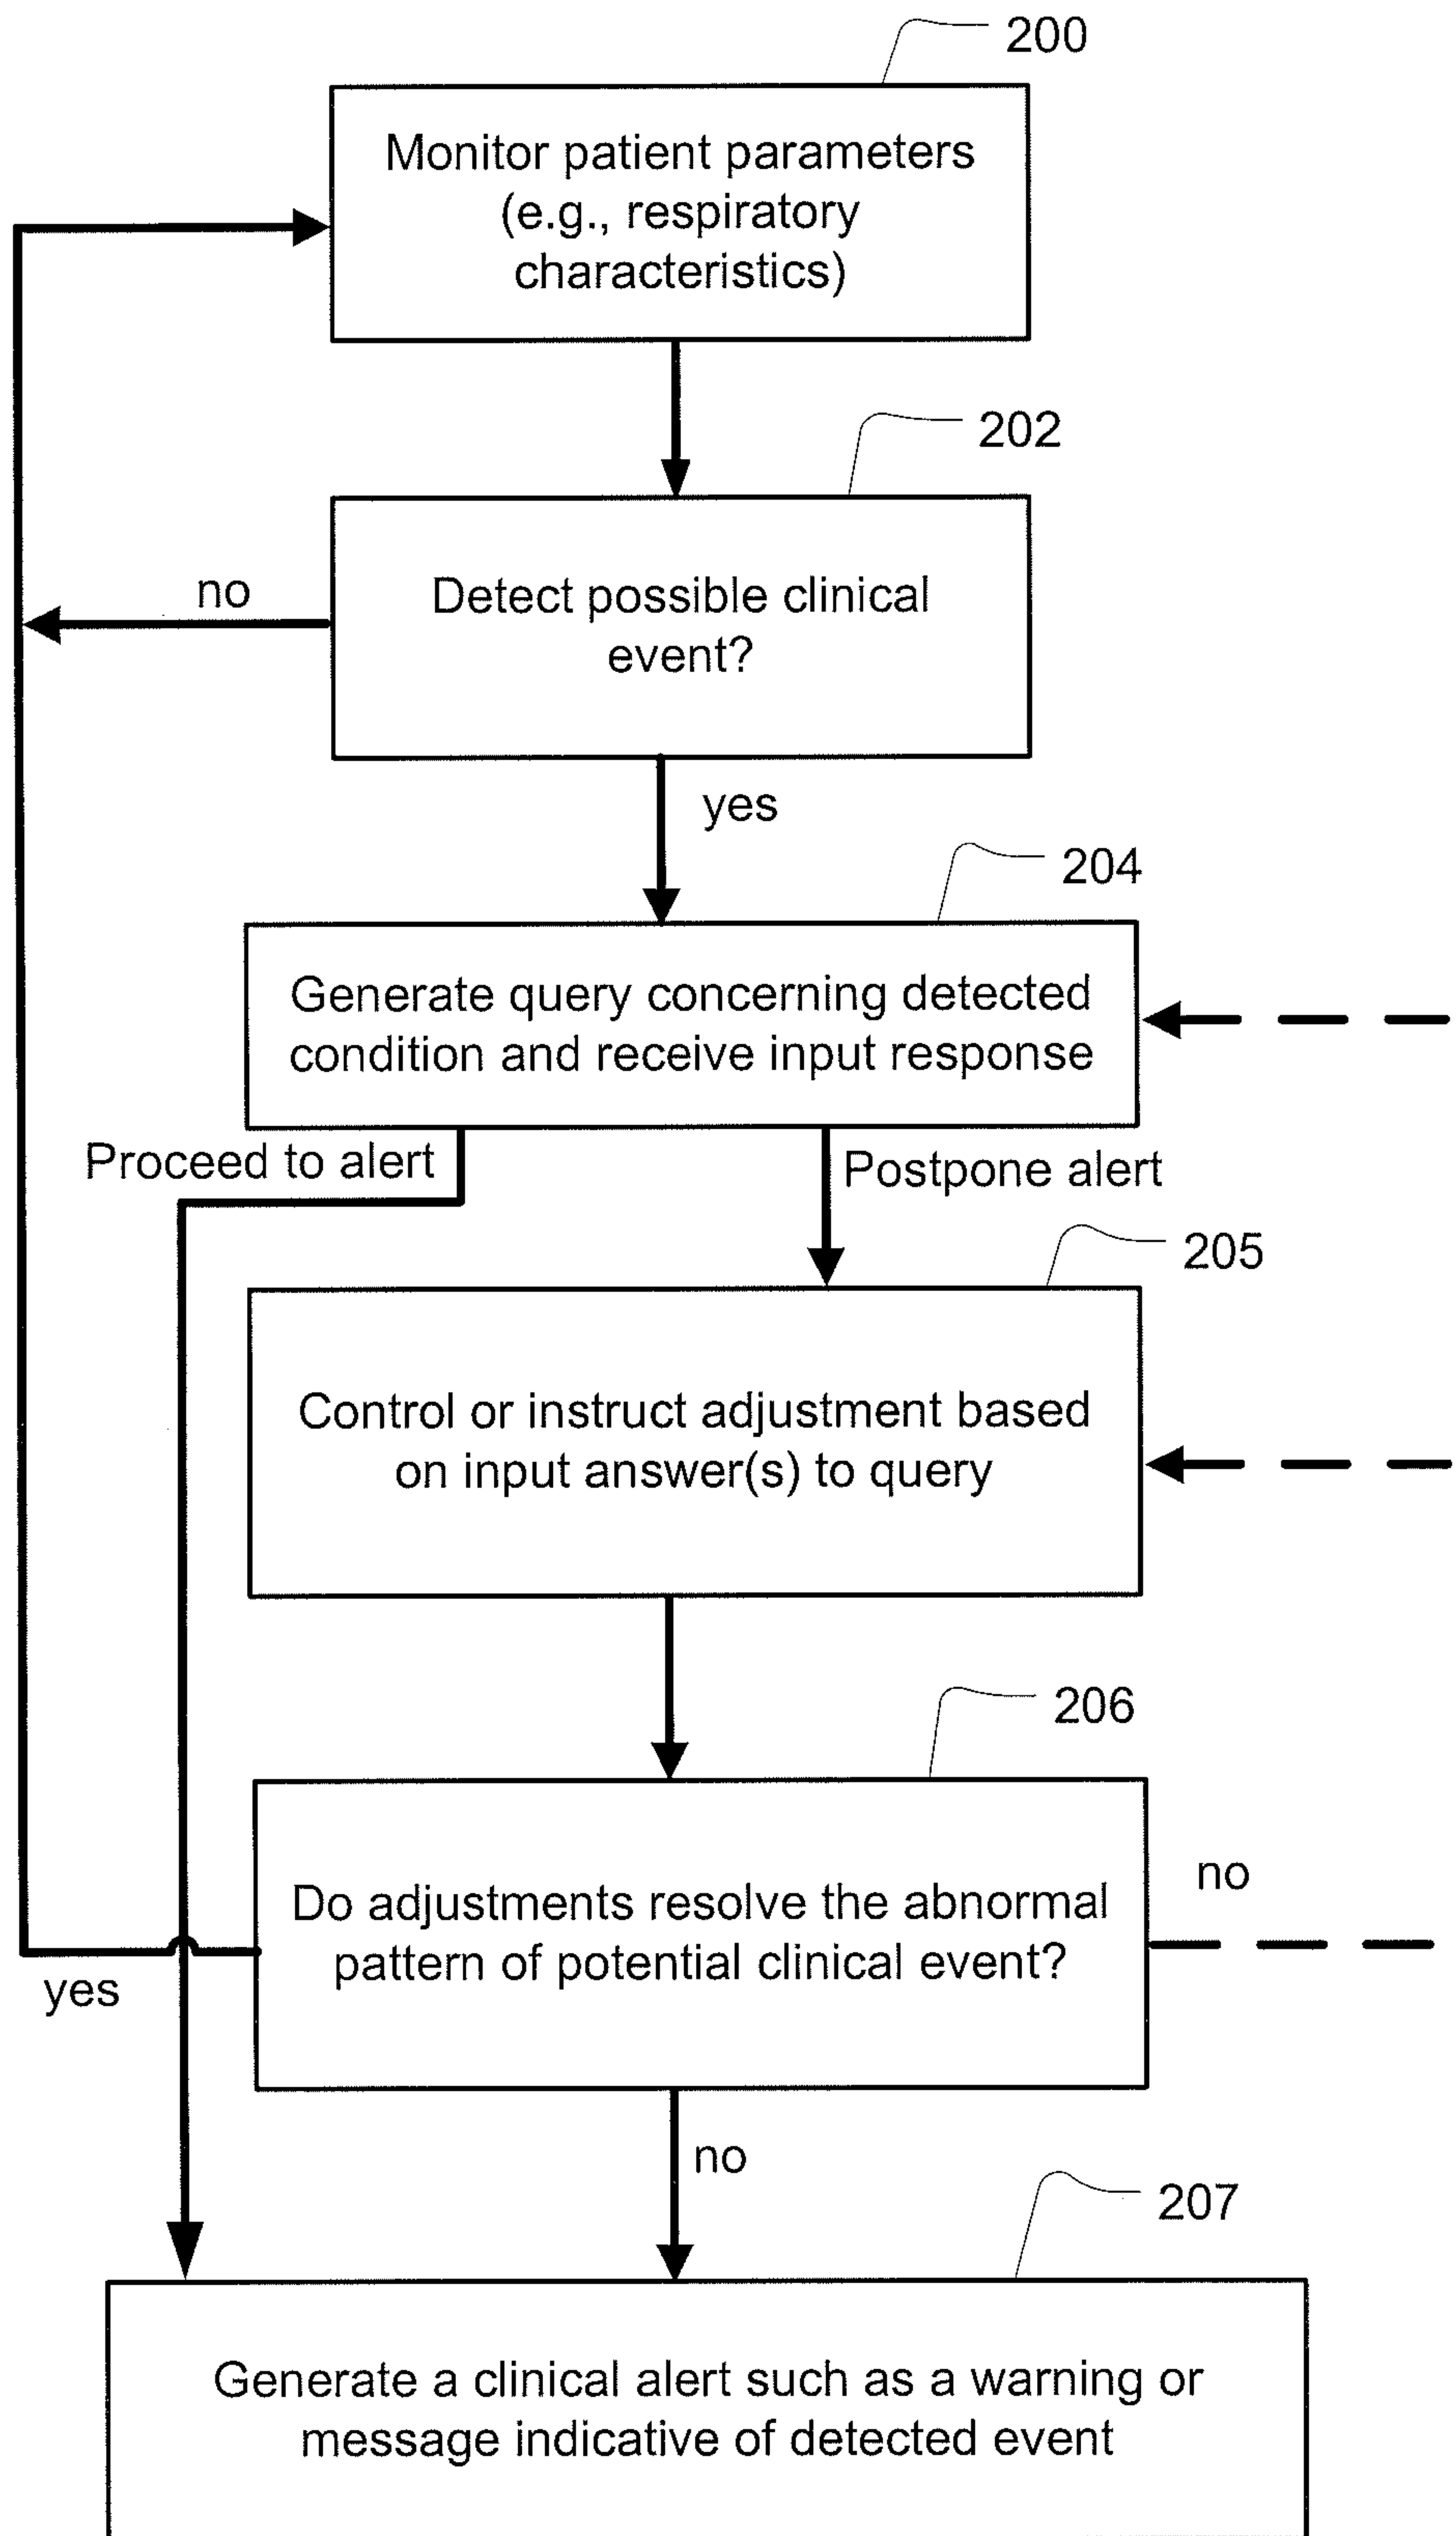 200
Monitor patient parameters
(e.g., respiratory
characteristics)
202
no
Detect possible clinical
event?
yes
204
Generate query concerning detected
condition and receive input response
Proceed to alert
Postpone alert
205
Control or instruct adjustment based
on input answer(s) to query
206
no
Do adjustments resolve the abnormal
pattern of potential clinical event?
yes
no
207
Generate a clinical alert such as a warning or
message indicative of detected event